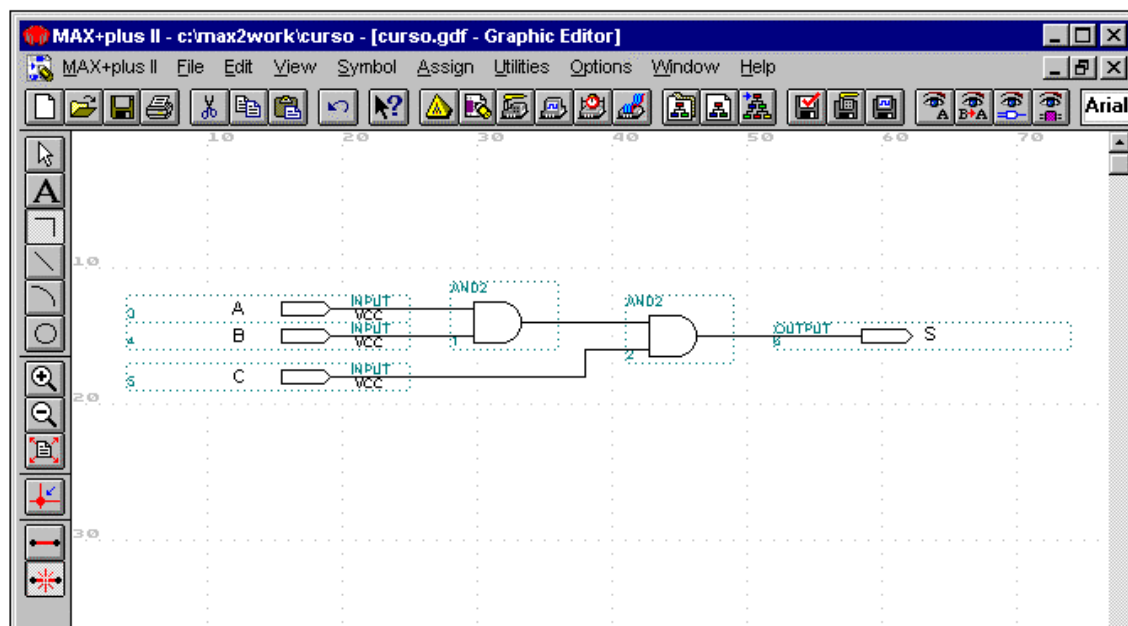 MAX+plus II - c:\max2work\curso - [curso.gdf - Graphic Editor]
MAX+plus II File Edit View Symbol Assign Utilities Options Window Help
A B+A Arial
10 20 30 40 50 60 70
A
10
AND2
AND2
3 A INPUT VCC
4 B INPUT VCC 1 OUTPUT 6 S
2
5 C INPUT VCC
20
30